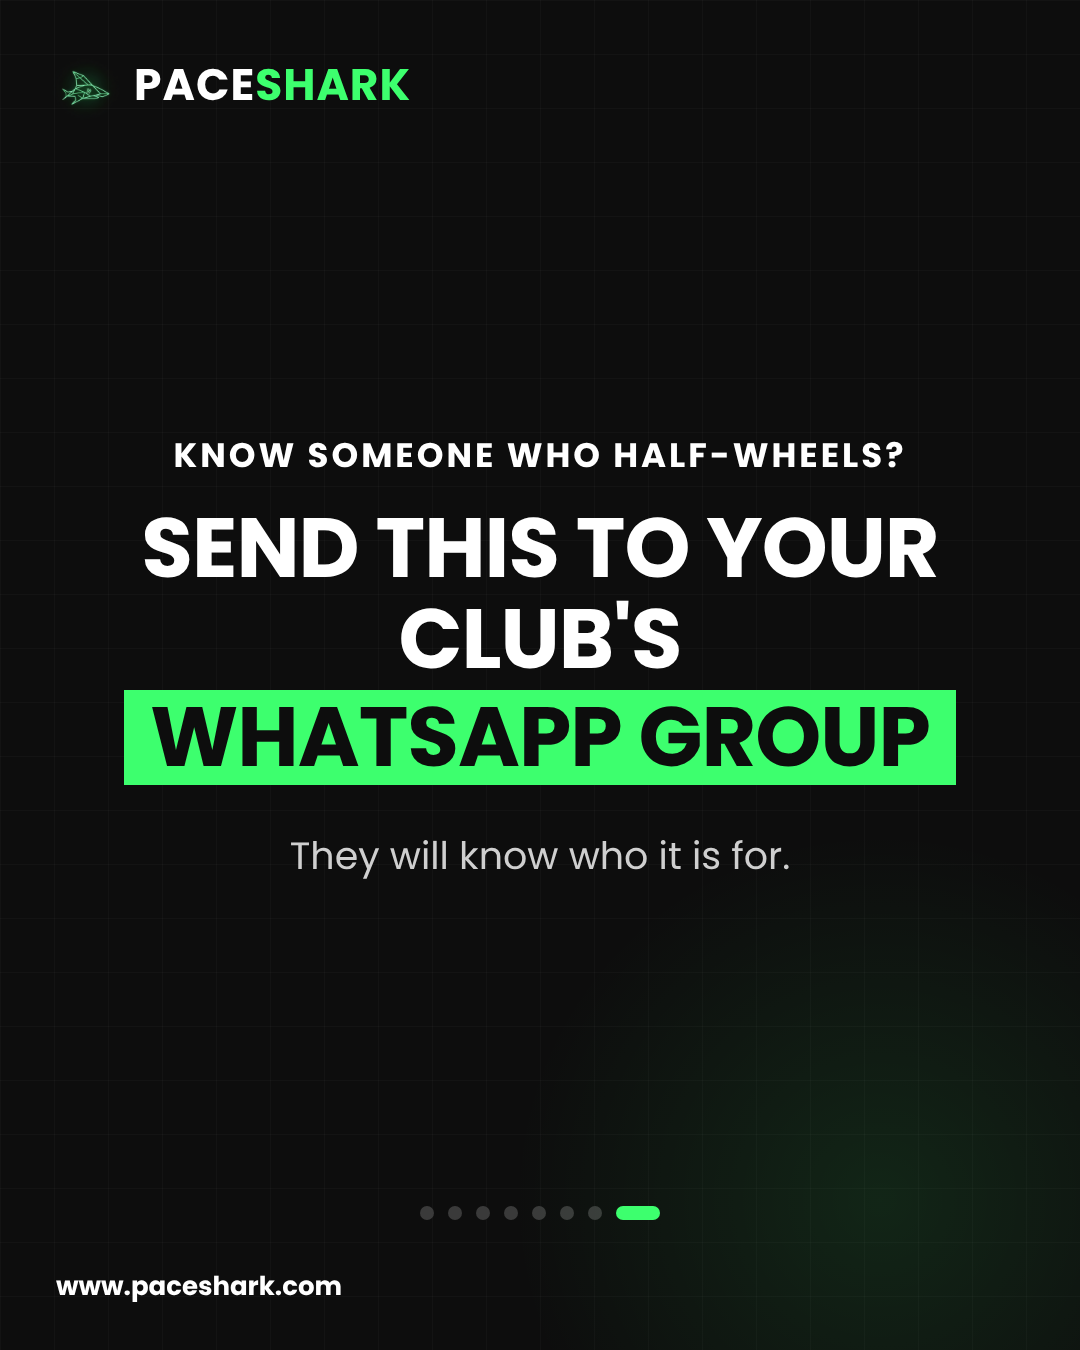 PACESHARK
KNOW SOMEONE WHO HALF-WHEELS?
SEND THIS TO YOUR
CLUB'S
WHATSAPP GROUP
They will know who it is for.
www.paceshark.com